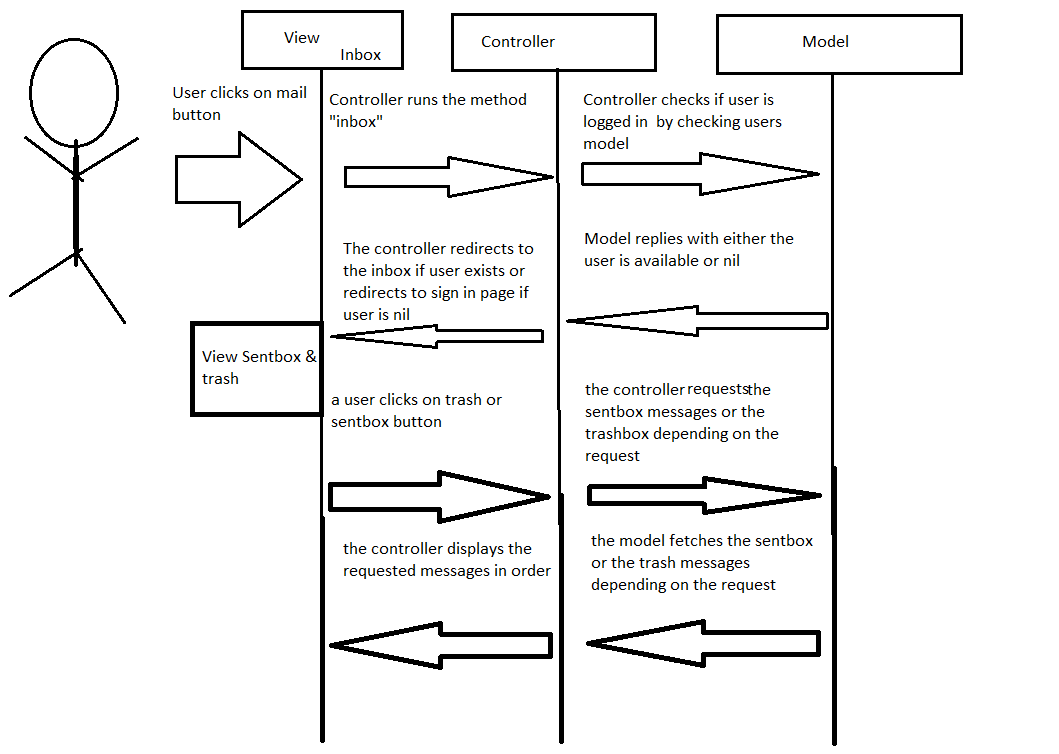 View
Inbox
Controller
Model
User clicks on mail
button
Controller runs the method
"inbox"
Controller checks if user is
logged in  by checking users
model
The controller redirects to
the inbox if user exists or
redirects to sign in page if
user is nil
Model replies with either the
user is available or nil
View Sentbox &
trash
a user clicks on trash or
sentbox button
the controller requests the
sentbox messages or the
trashbox depending on the
request
the controller displays the
requested messages in order
the model fetches the sentbox
or the trash messages
depending on the request